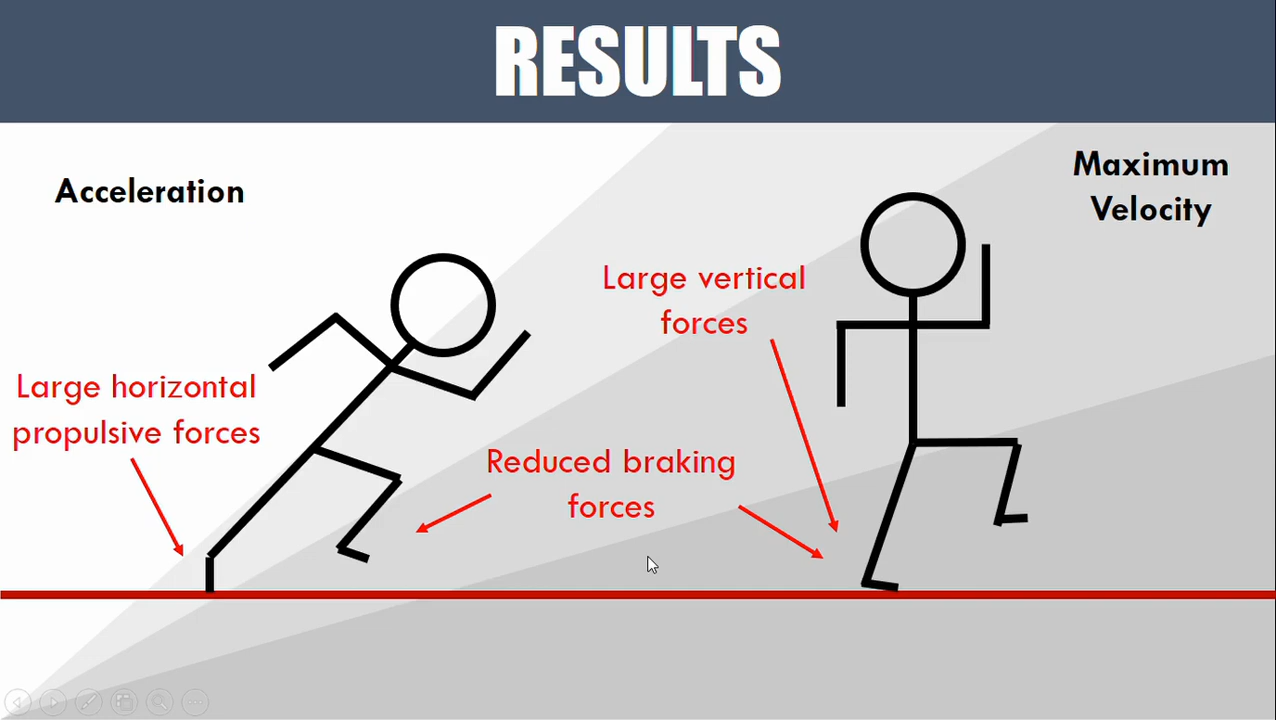 RESULTS
Acceleration
Maximum
Velocity
Large vertical
forces
Large horizontal
propulsive forces
Reduced braking
forces